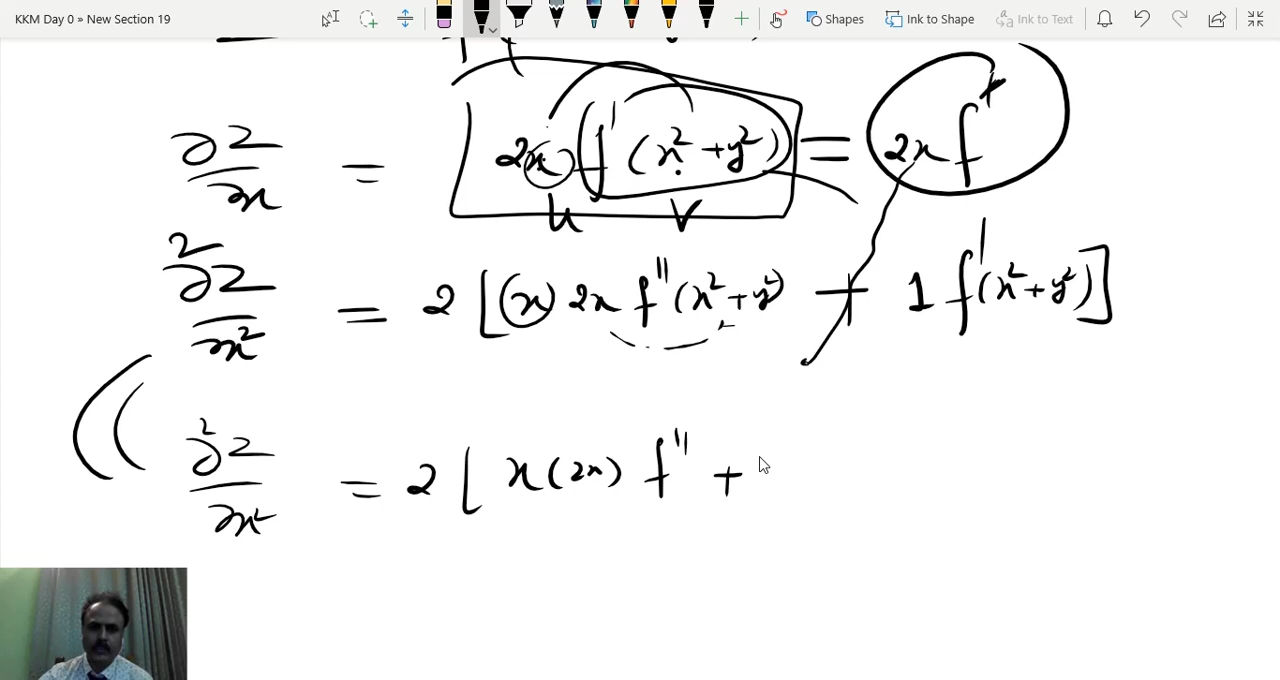 KKM Day 0 » New Section 19
Shapes
Ink to Shape
Ink to Text
∂z/∂x = 2x f' (x² + y²) = 2x f'
u v
∂²z/∂x² = 2 [(x) 2x f'' (x² + y²) + 1 f' (x² + y²)]
∂²z/∂x² = 2 [ x(2x) f'' +